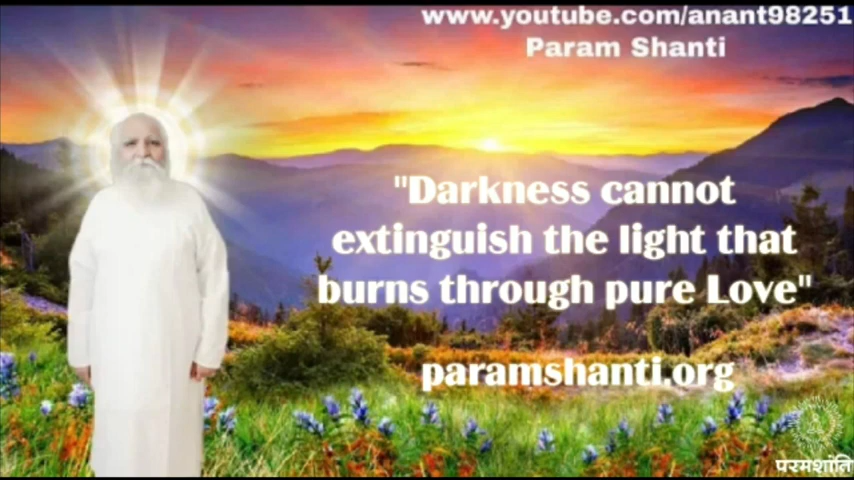 www.youtube.com/anant98251
Param Shanti
"Darkness cannot
extinguish the light that
burns through pure Love"
paramshanti.org
परमशांति